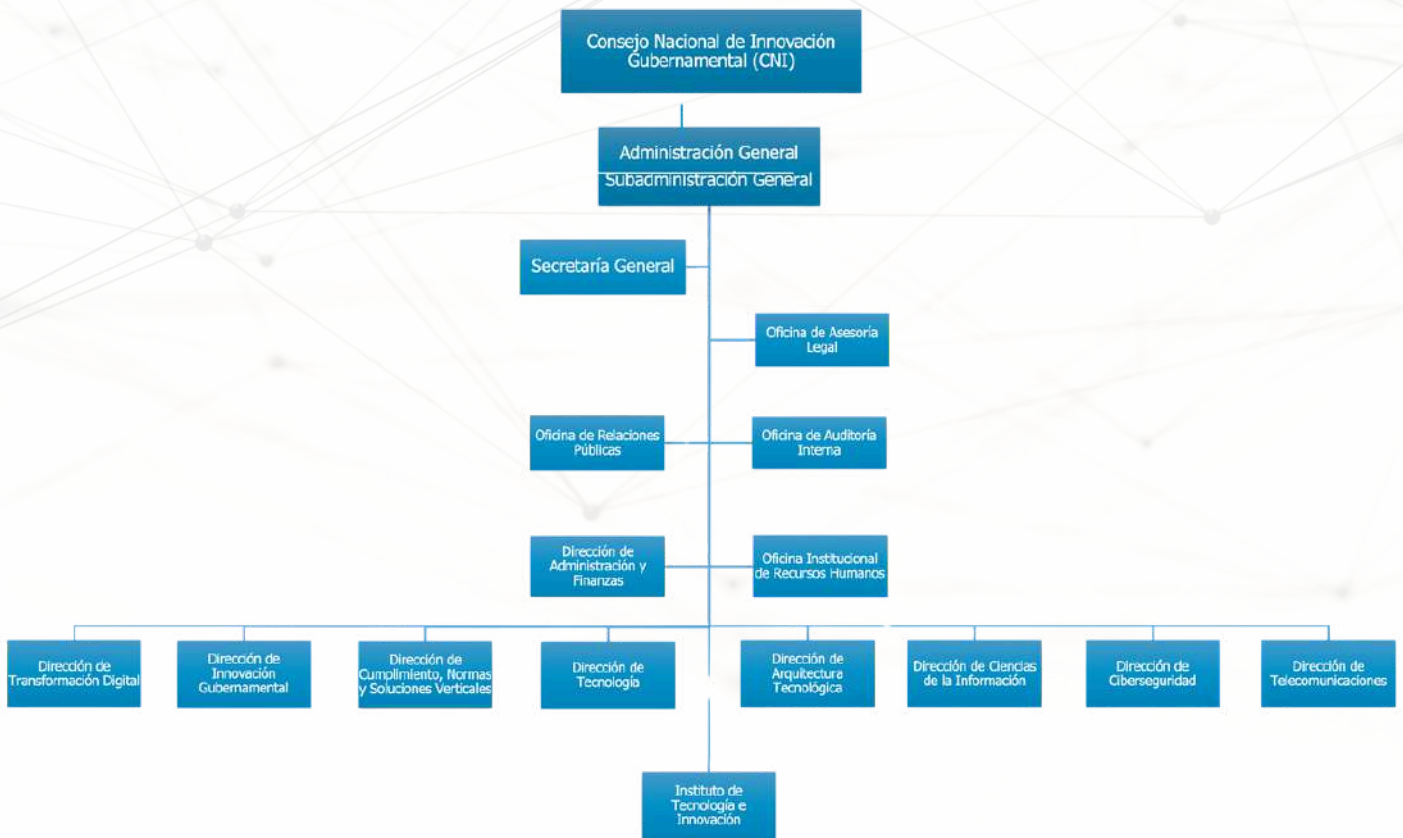 Consejo Nacional de Innovación
Gubernamental (CNI)
Administración General
Subadministración General
Secretaría General
Oficina de Asesoría
Legal
Oficina de Relaciones
Públicas
Oficina de Auditoría
Interna
Dirección de
Administración y
Finanzas
Oficina Institucional
de Recursos Humanos
Dirección de
Transformación Digital
Dirección de
Innovación
Gubernamental
Dirección de
Cumplimiento, Normas
y Soluciones Verticales
Dirección de
Tecnología
Dirección de
Arquitectura
Tecnológica
Dirección de Ciencias
de la Información
Dirección de
Ciberseguridad
Dirección de
Telecomunicaciones
Instituto de
Tecnología e
Innovación